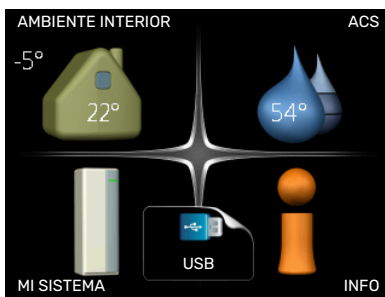 AMBIENTE INTERIOR
ACS
-5°
22°
54°
USB
MI SISTEMA
INFO